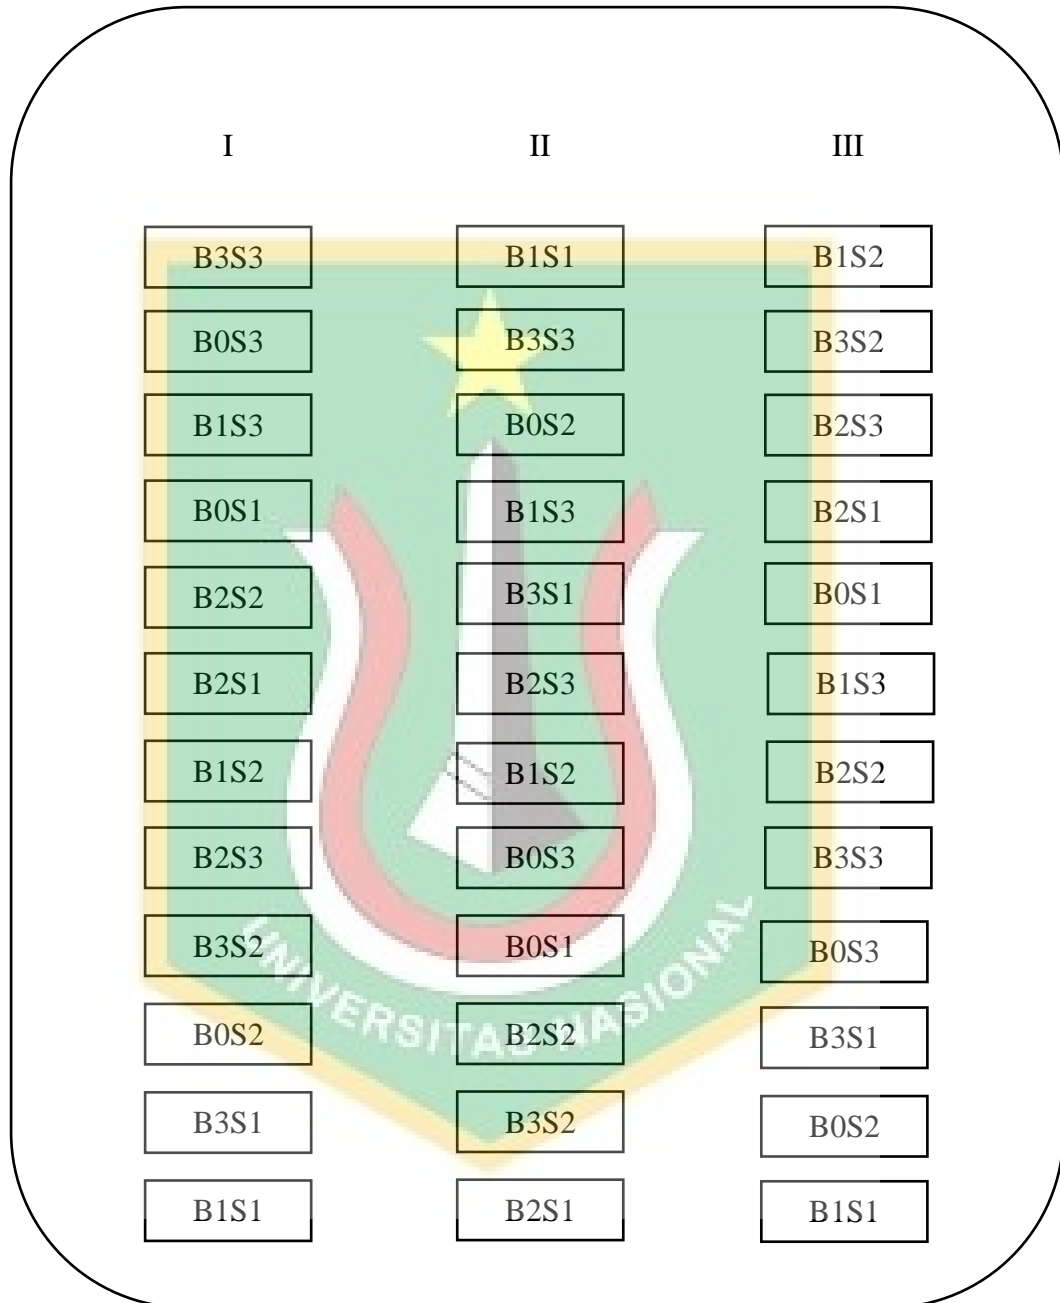 I II III
B3S3 B1S1 B1S2
B0S3 B3S3 B3S2
B1S3 B0S2 B2S3
B0S1 B1S3 B2S1
B2S2 B3S1 B0S1
B2S1 B2S3 B1S3
B1S2 B1S2 B2S2
B2S3 B0S3 B3S3
B3S2 B0S1 B0S3
B0S2 B2S2 B3S1
B3S1 B3S2 B0S2
B1S1 B2S1 B1S1
UNIVERSITAS NASIONAL